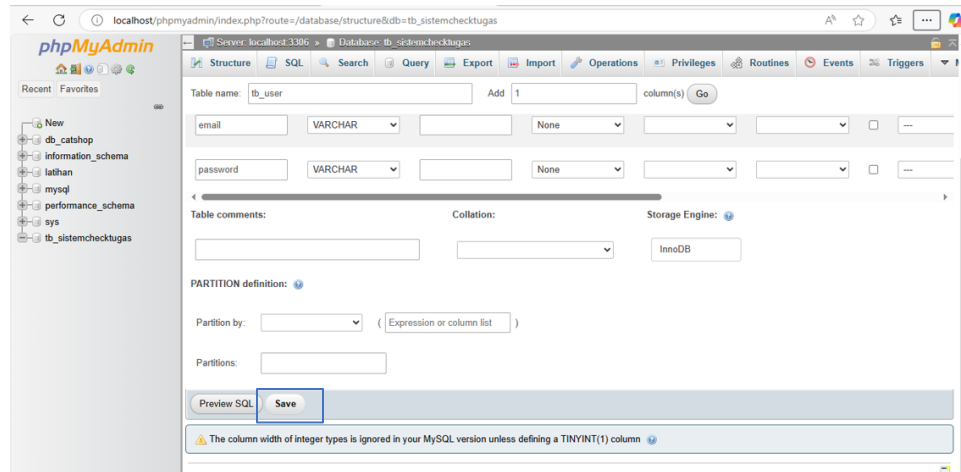 localhost/phpmyadmin/index.php?route=/database/structure&db=tb_sistemchecktugas
phpMyAdmin
Recent Favorites
New
db_catshop
information_schema
latihan
mysql
performance_schema
sys
tb_sistemchecktugas
Server: localhost:3306 » Database: tb_sistemchecktugas
Structure SQL Search Query Export Import Operations Privileges Routines Events Triggers
Table name: tb_user Add 1 column(s) Go
email VARCHAR None ---
password VARCHAR None ---
Table comments: Collation: Storage Engine:
InnoDB
PARTITION definition:
Partition by: ( Expression or column list )
Partitions:
Preview SQL Save
The column width of integer types is ignored in your MySQL version unless defining a TINYINT(1) column